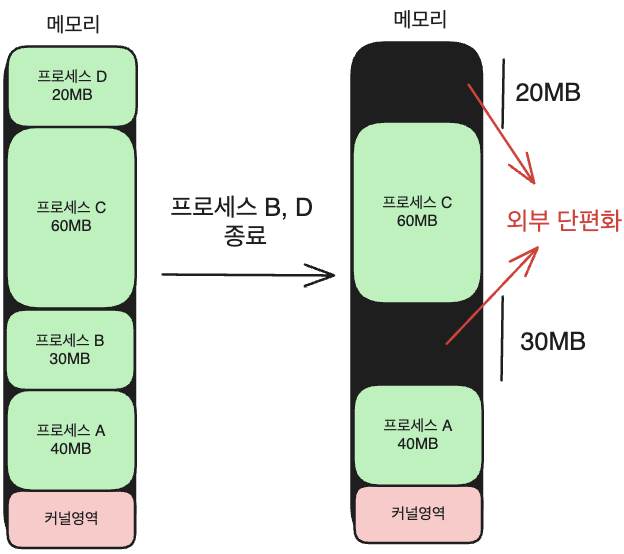 메모리
프로세스 D
20MB
프로세스 C
60MB
프로세스 B
30MB
프로세스 A
40MB
커널영역
프로세스 B, D
종료
메모리
20MB
프로세스 C
60MB
외부 단편화
30MB
프로세스 A
40MB
커널영역